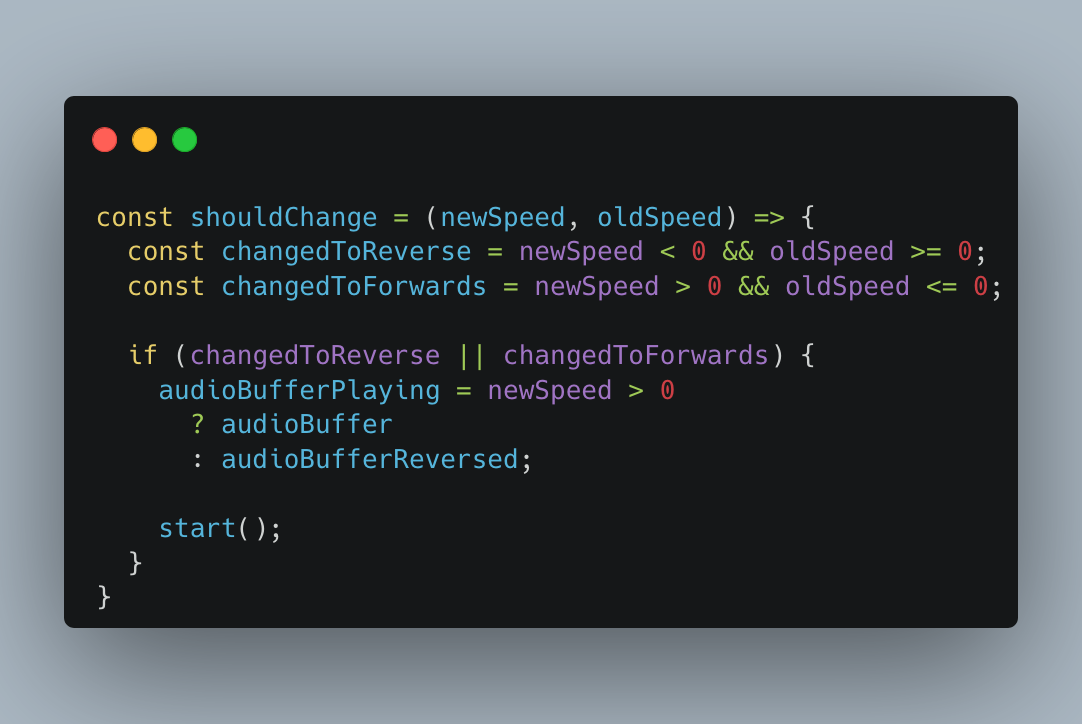 const shouldChange = (newSpeed, oldSpeed) => {
  const changedToReverse = newSpeed < 0 && oldSpeed >= 0;
  const changedToForwards = newSpeed > 0 && oldSpeed <= 0;

  if (changedToReverse || changedToForwards) {
    audioBufferPlaying = newSpeed > 0
      ? audioBuffer
      : audioBufferReversed;

    start();
  }
}